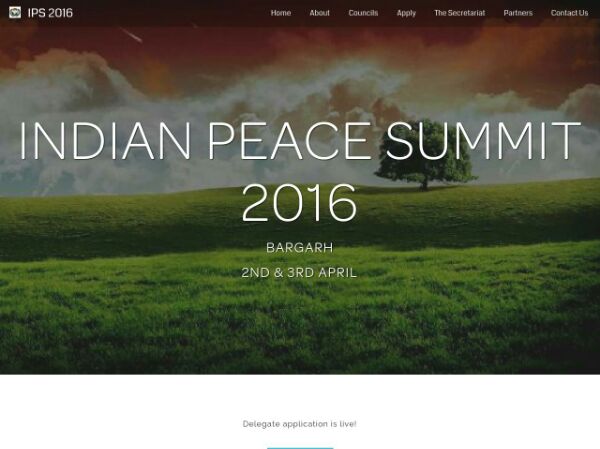 IPS 2016
Home About Councils Apply The Secretariat Partners Contact Us
INDIAN PEACE SUMMIT
2016
BARGARH
2ND & 3RD APRIL
Delegate application is live!